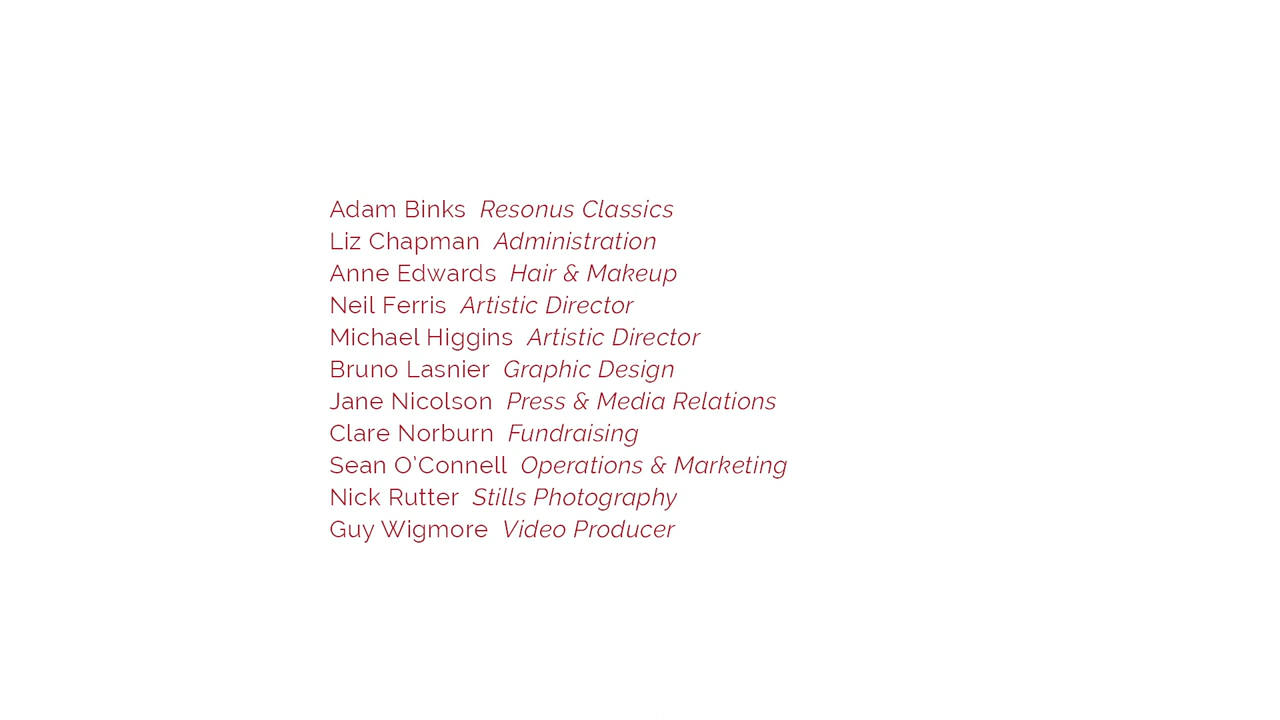 Adam Binks Resonus Classics
Liz Chapman Administration
Anne Edwards Hair & Makeup
Neil Ferris Artistic Director
Michael Higgins Artistic Director
Bruno Lasnier Graphic Design
Jane Nicolson Press & Media Relations
Clare Norburn Fundraising
Sean O'Connell Operations & Marketing
Nick Rutter Stills Photography
Guy Wigmore Video Producer